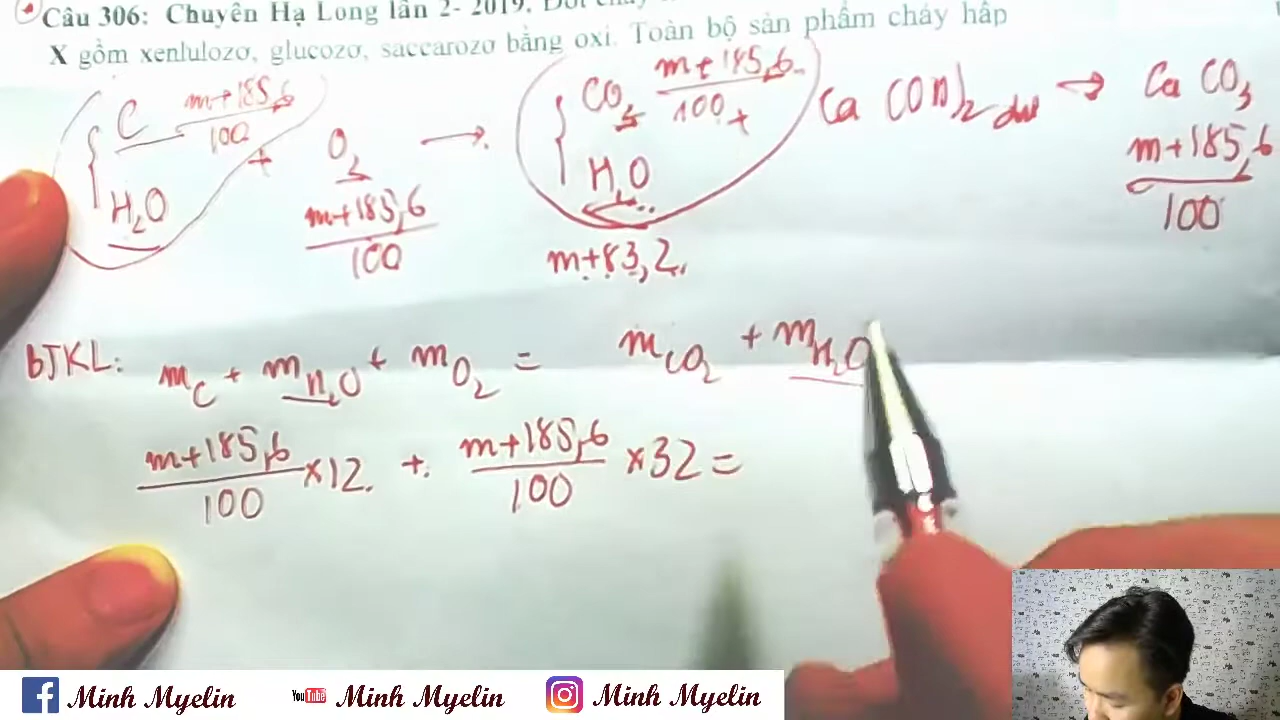 Câu 306: Chuyên Hạ Long lần 2- 2019.
X gồm xenlulozơ, glucozơ, saccarozơ bằng oxi. Toàn bộ sản phẩm cháy hấp
C m+185,6/100
H₂O
+ O₂ m+185,6/100 →
CO₂ m+185,6/100
H₂O
m+83,2
+ Ca(OH)₂ dư → CaCO₃
m+185,6/100
BTKL: mC + mH₂O + mO₂ = mCO₂ + mH₂O
m+185,6/100 ×12 + m+185,6/100 ×32 =
Minh Myelin
YouTube Minh Myelin
Minh Myelin